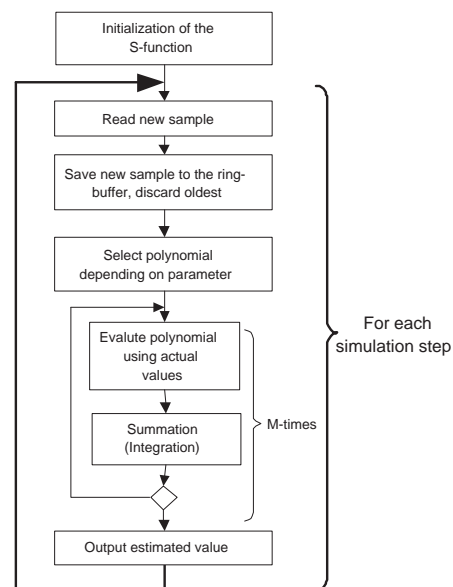 Initialization of the
S-function
Read new sample
Save new sample to the ring-
buffer, discard oldest
Select polynomial
depending on parameter
Evalute polynomial
using actual
values
Summation
(Integration)
M-times
Output estimated value
For each
simulation step